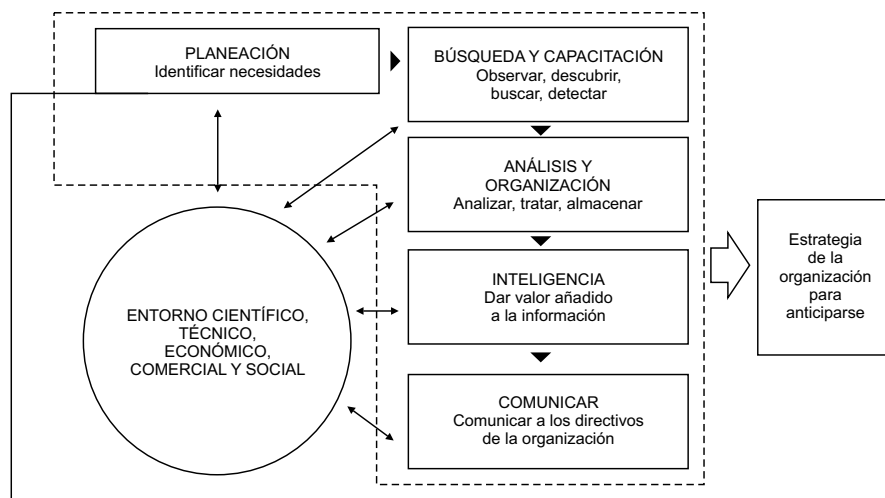 PLANEACIÓN
Identificar necesidades
BÚSQUEDA Y CAPACITACIÓN
Observar, descubrir,
buscar, detectar
ANÁLISIS Y
ORGANIZACIÓN
Analizar, tratar, almacenar
INTELIGENCIA
Dar valor añadido
a la información
COMUNICAR
Comunicar a los directivos
de la organización
ENTORNO CIENTÍFICO,
TÉCNICO,
ECONÓMICO,
COMERCIAL Y SOCIAL
Estrategia
de la
organización
para
anticiparse